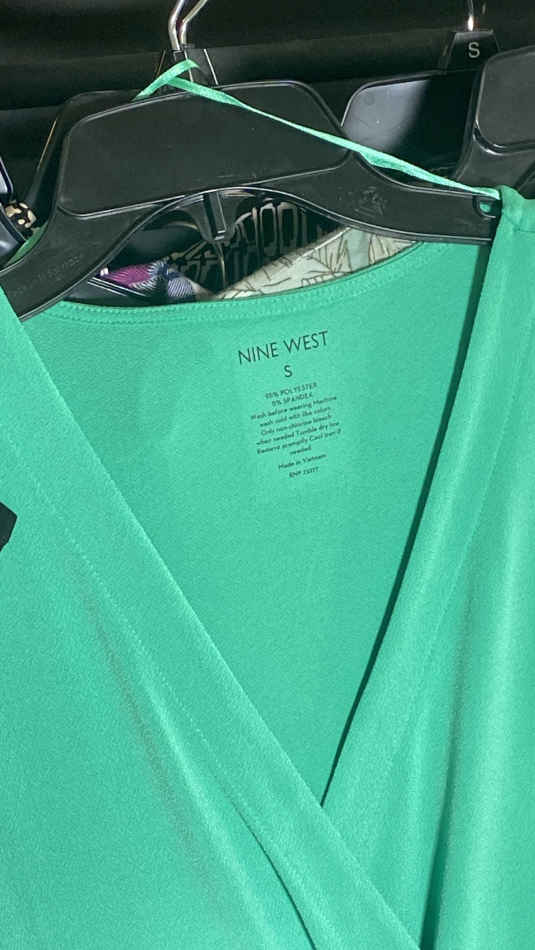 S
NINE WEST
S
95% POLYESTER
5% SPANDEX
Wash before wearing Machine
wash cold with like colors
Only non-chlorine bleach
when needed Tumble dry low
Remove promptly Cool iron if
needed
Made in Vietnam
RN#